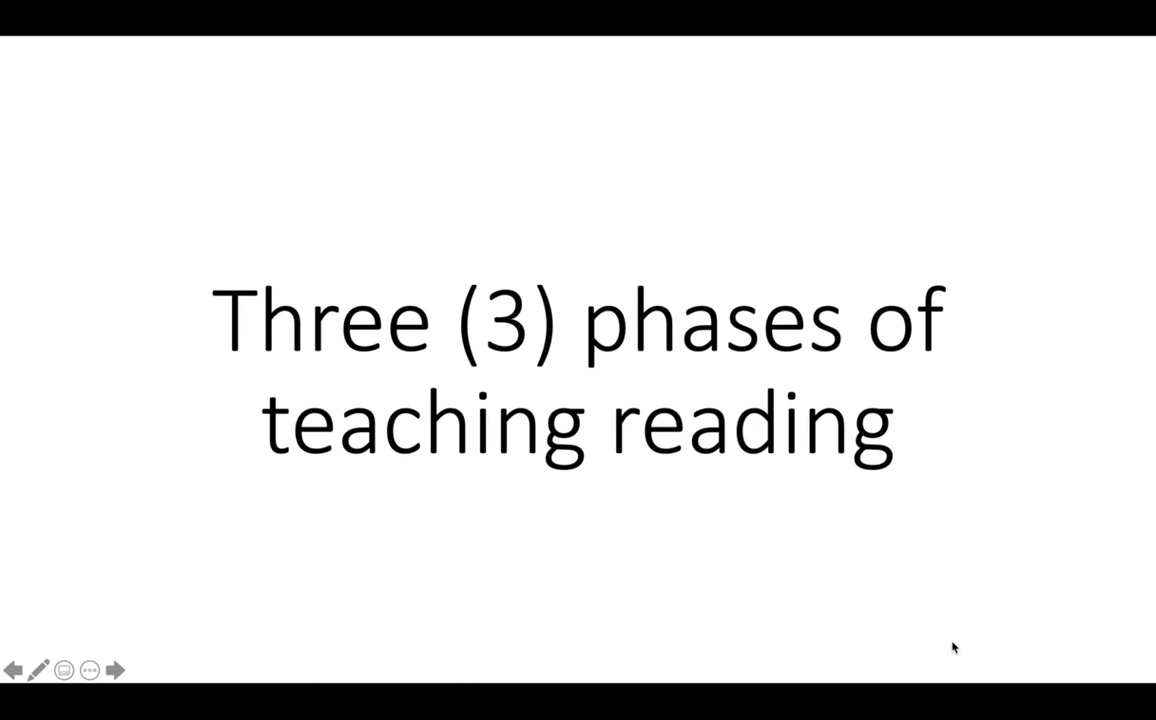 Three (3) phases of
teaching reading